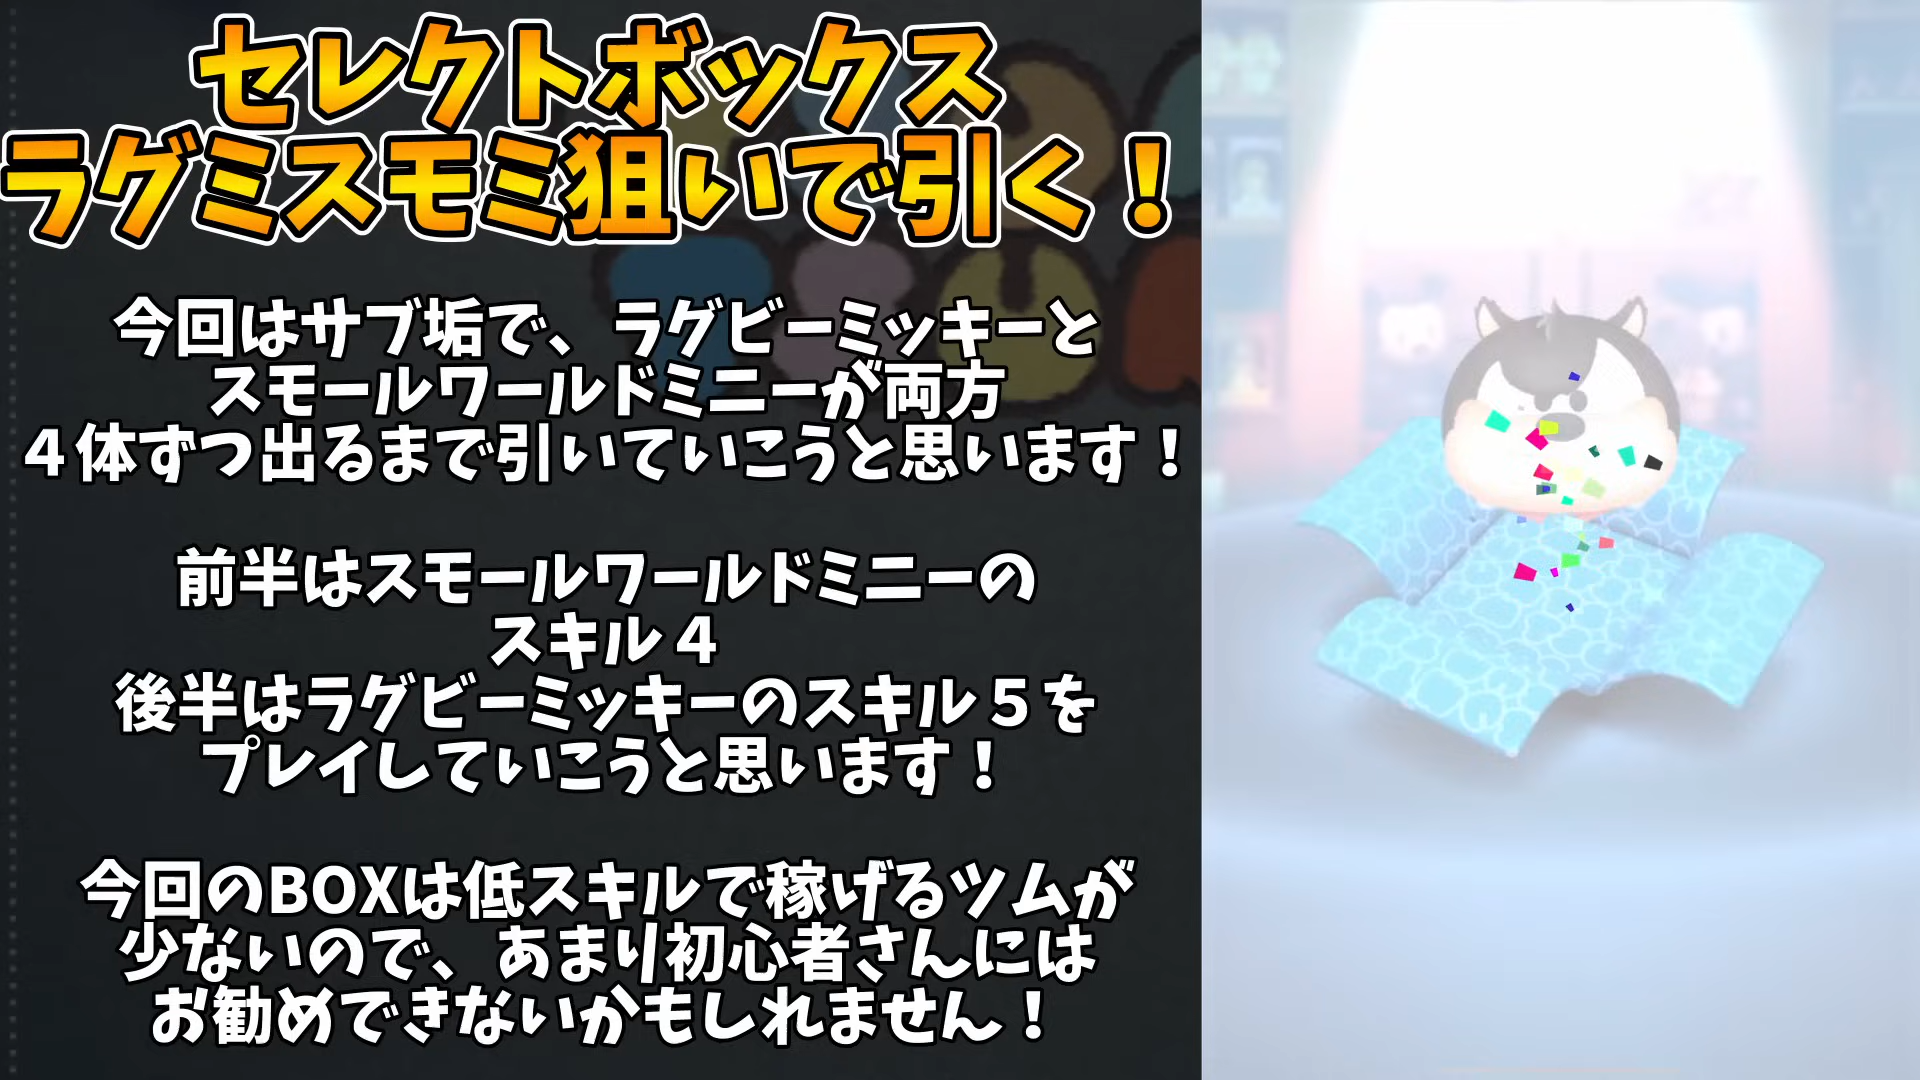 セレクトボックス
ラグミスモミ狙いで引く！
今回はサブ垢で、ラグビーミッキーと
スモールワールドミニーが両方
４体ずつ出るまで引いていこうと思います！
前半はスモールワールドミニーの
スキル４
後半はラグビーミッキーのスキル５を
プレイしていこうと思います！
今回のBOXは低スキルで稼げるツムが
少ないので、あまり初心者さんには
お勧めできないかもしれません！